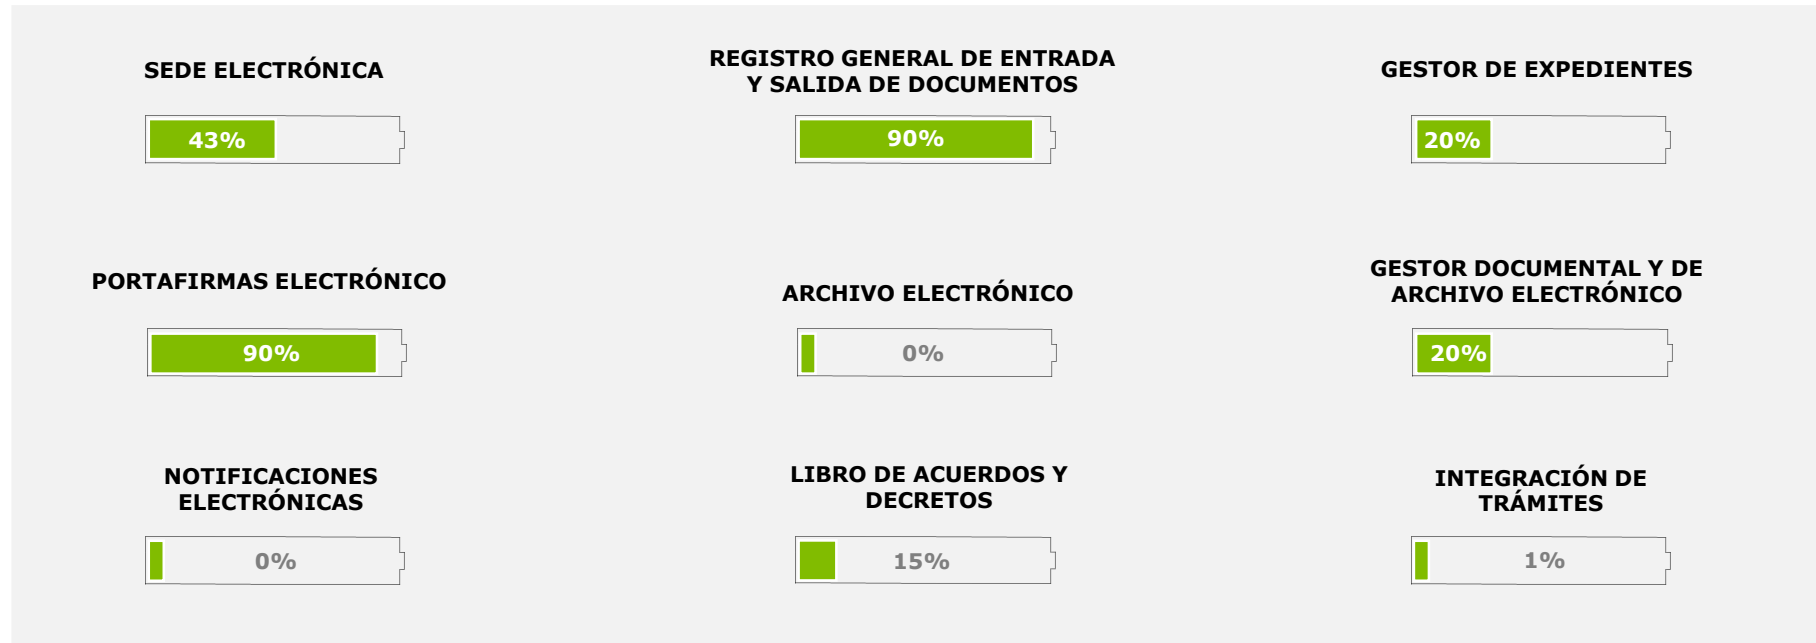 SEDE ELECTRÓNICA
43%
REGISTRO GENERAL DE ENTRADA
Y SALIDA DE DOCUMENTOS
90%
GESTOR DE EXPEDIENTES
20%
PORTAFIRMAS ELECTRÓNICO
90%
ARCHIVO ELECTRÓNICO
0%
GESTOR DOCUMENTAL Y DE
ARCHIVO ELECTRÓNICO
20%
NOTIFICACIONES
ELECTRÓNICAS
0%
LIBRO DE ACUERDOS Y
DECRETOS
15%
INTEGRACIÓN DE
TRÁMITES
1%